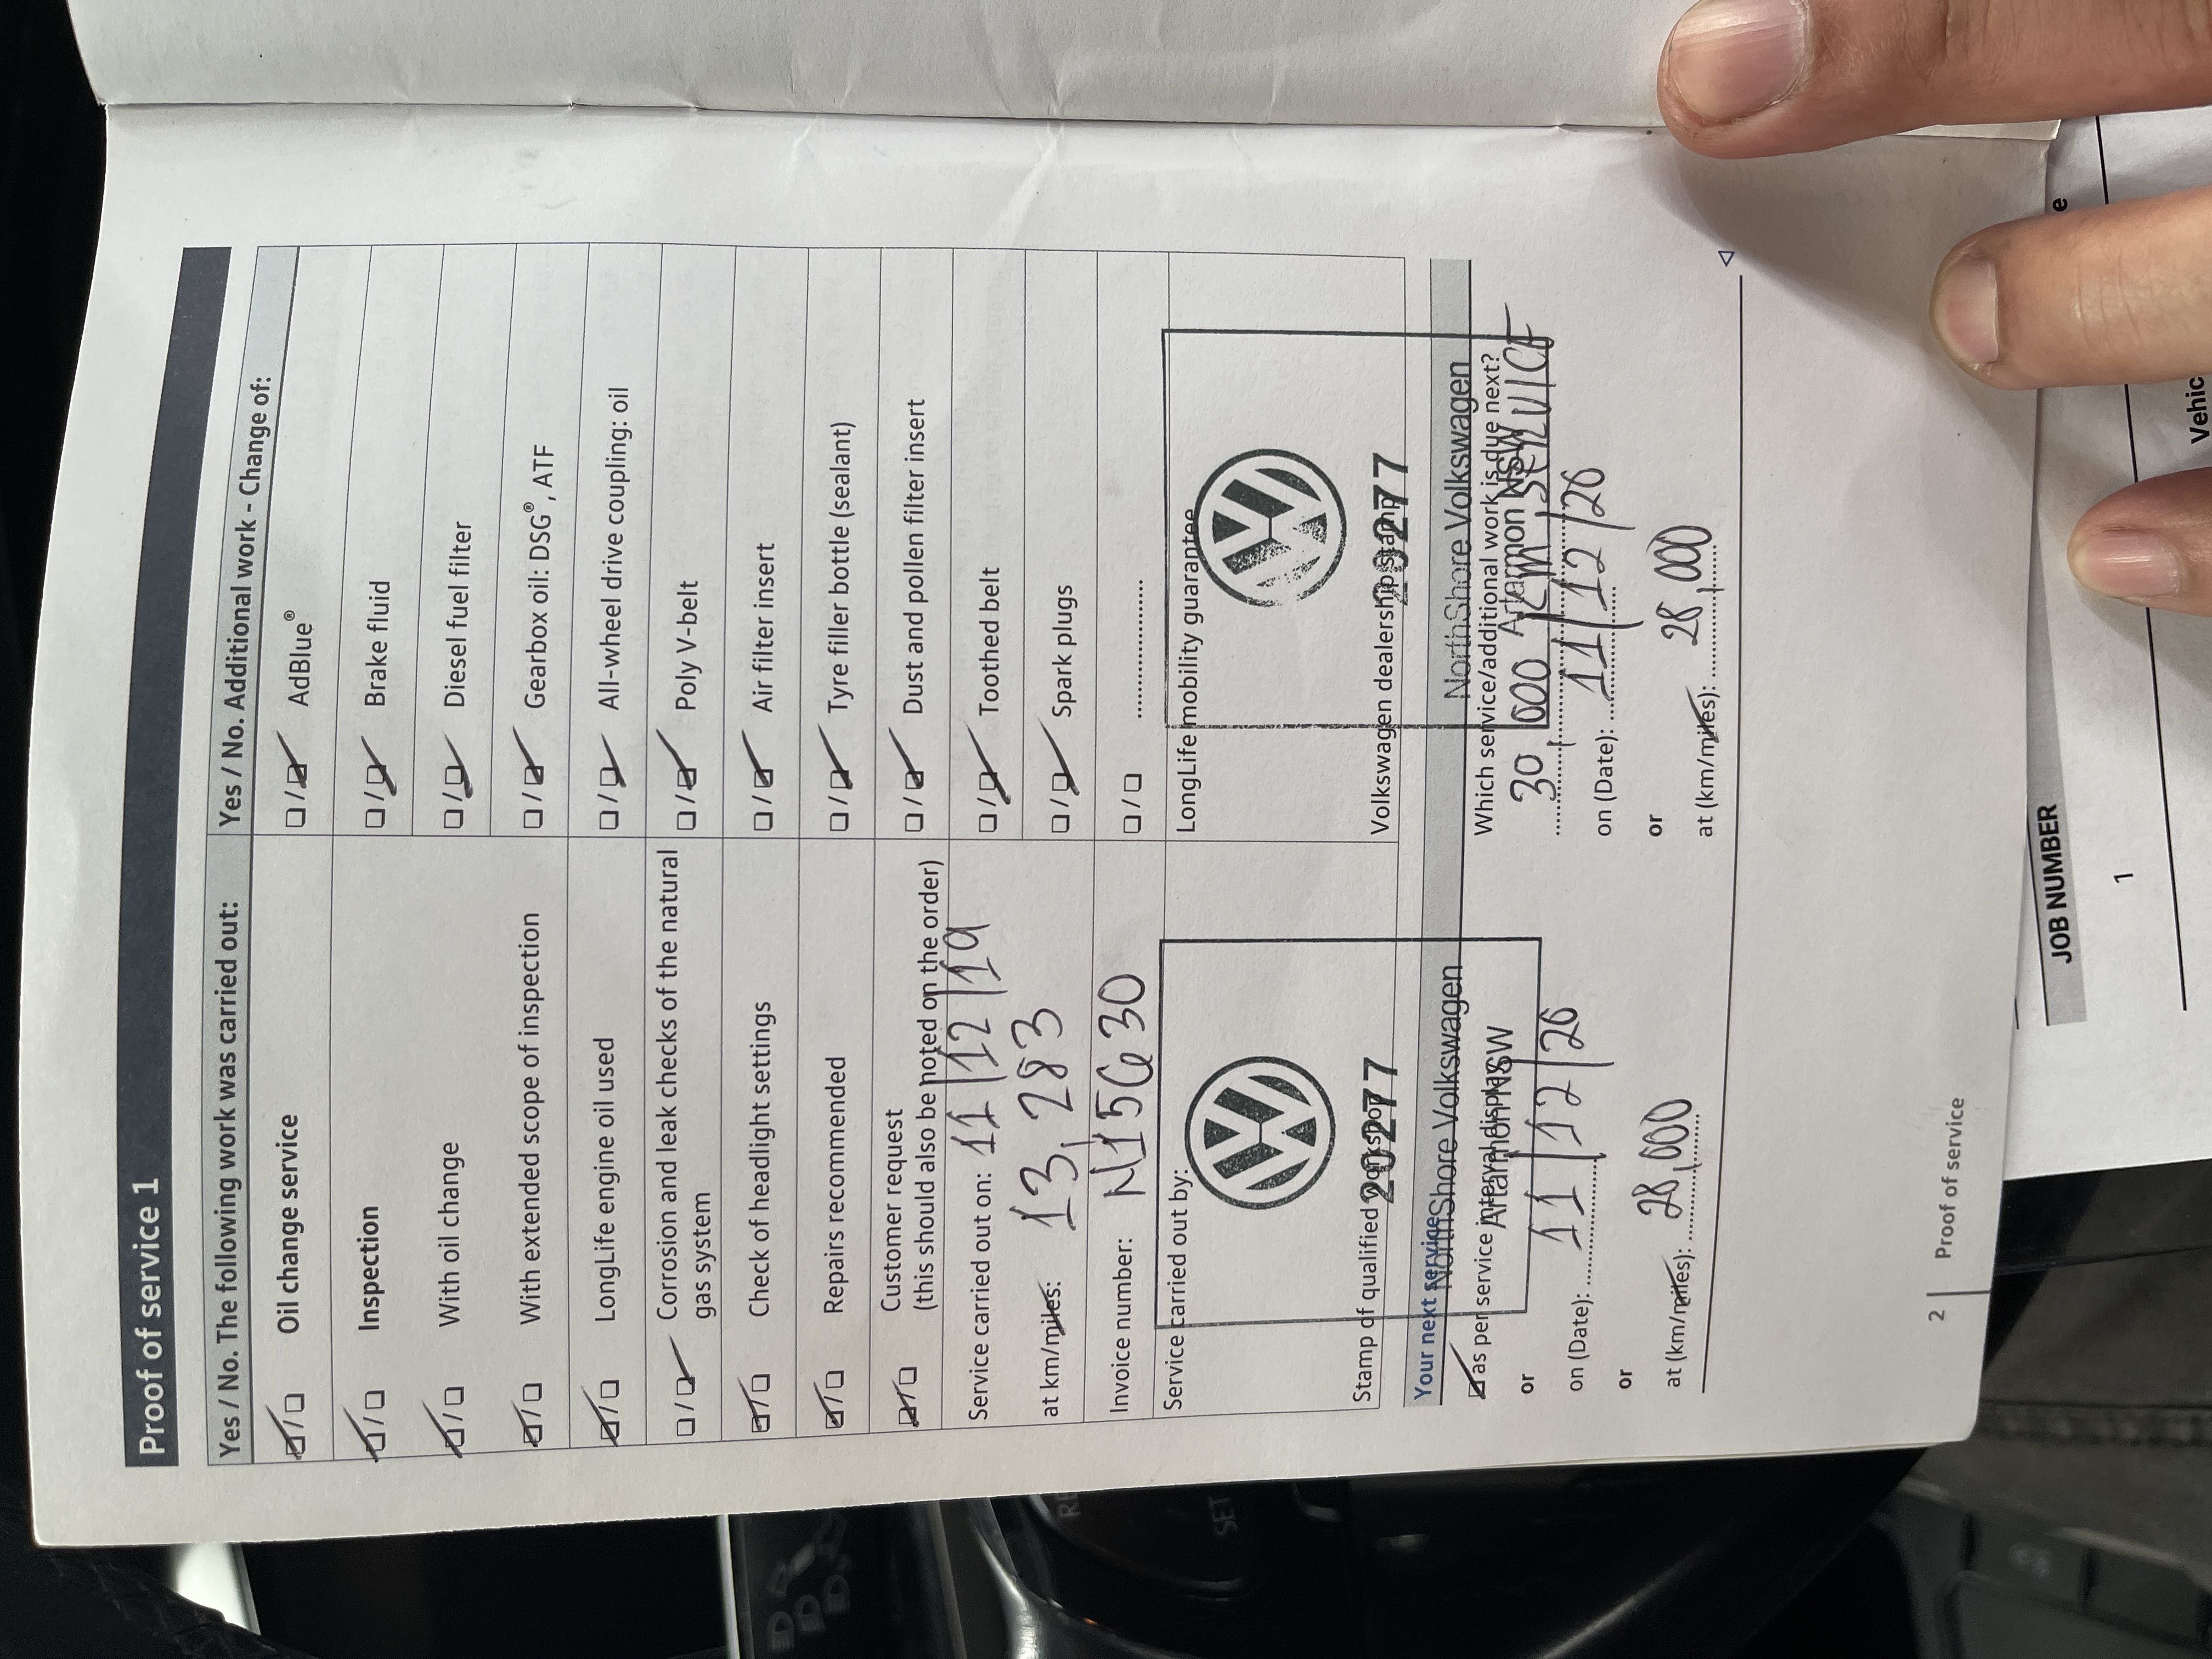 Proof of service 1
Yes / No. The following work was carried out:
Oil change service
Inspection
With oil change
With extended scope of inspection
LongLife engine oil used
Corrosion and leak checks of the natural
gas system
Check of headlight settings
Repairs recommended
Customer request
(this should also be noted on the order)
Service carried out on: 11/12/19
at km/miles: 13,283
Invoice number: N15630
Service carried out by:
Stamp of qualified workshop
20277
NorthShore Volkswagen
Artarmon NSW
Yes / No. Additional work – Change of:
AdBlue®
Brake fluid
Diesel fuel filter
Gearbox oil: DSG®, ATF
All-wheel drive coupling: oil
Poly V-belt
Air filter insert
Tyre filler bottle (sealant)
Dust and pollen filter insert
Toothed belt
Spark plugs
LongLife mobility guarantee
Volkswagen dealership stamp
20277
NorthShore Volkswagen
Artarmon NSW
Your next service
as per service interval display
or
on (Date): 11/12/20
or
at (km/miles): 28,000
Which service/additional work is due next?
30,000 KM SERVICE
on (Date): 11/12/20
or
at (km/miles): 28,000
2 Proof of service
JOB NUMBER
1
Vehic
e
RE
SET